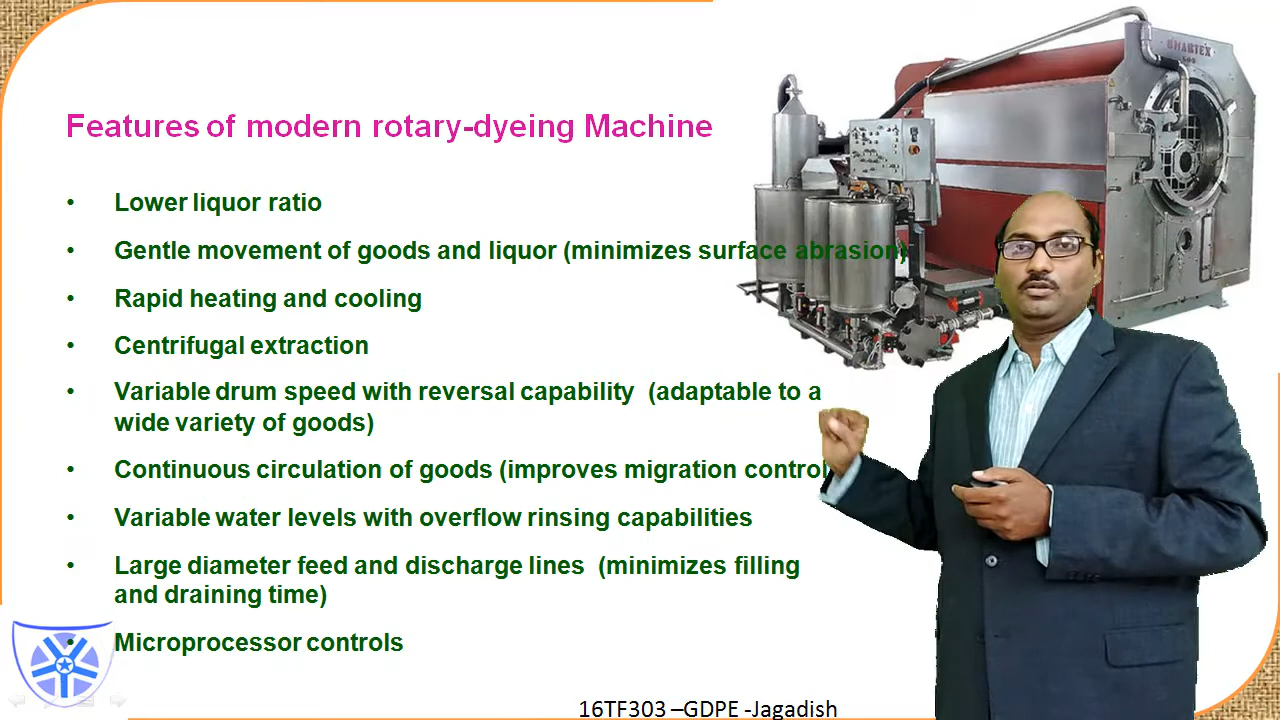 Features of modern rotary-dyeing Machine
SMARTEX
• Lower liquor ratio
• Gentle movement of goods and liquor (minimizes surface abrasion)
• Rapid heating and cooling
• Centrifugal extraction
• Variable drum speed with reversal capability (adaptable to a
wide variety of goods)
• Continuous circulation of goods (improves migration control
• Variable water levels with overflow rinsing capabilities
• Large diameter feed and discharge lines (minimizes filling
and draining time)
• Microprocessor controls
16TF303 –GDPE -Jagadish